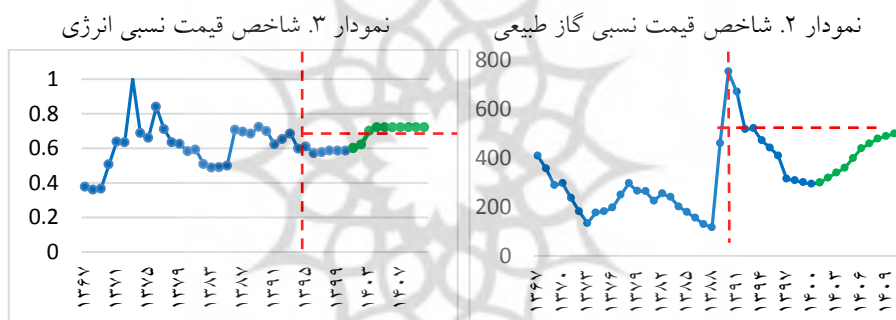 نمودار ۲. شاخص قیمت نسبی گاز طبیعی
800
600
400
200
0
۱۳۶۷ ۱۳۷۰ ۱۳۷۳ ۱۳۷۶ ۱۳۷۹ ۱۳۸۲ ۱۳۸۵ ۱۳۸۸ ۱۳۹۱ ۱۳۹۴ ۱۳۹۷ ۱۴۰۰ ۱۴۰۳ ۱۴۰۶ ۱۴۰۹
نمودار ۳. شاخص قیمت نسبی انرژی
1
0.8
0.6
0.4
0.2
0
۱۳۶۷ ۱۳۷۱ ۱۳۷۵ ۱۳۷۹ ۱۳۸۳ ۱۳۸۷ ۱۳۹۱ ۱۳۹۵ ۱۳۹۹ ۱۴۰۳ ۱۴۰۷